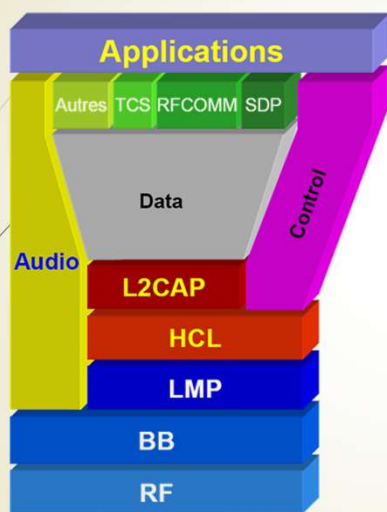 Applications
Autres TCS RFCOMM SDP
Data
Control
Audio
L2CAP
HCL
LMP
BB
RF